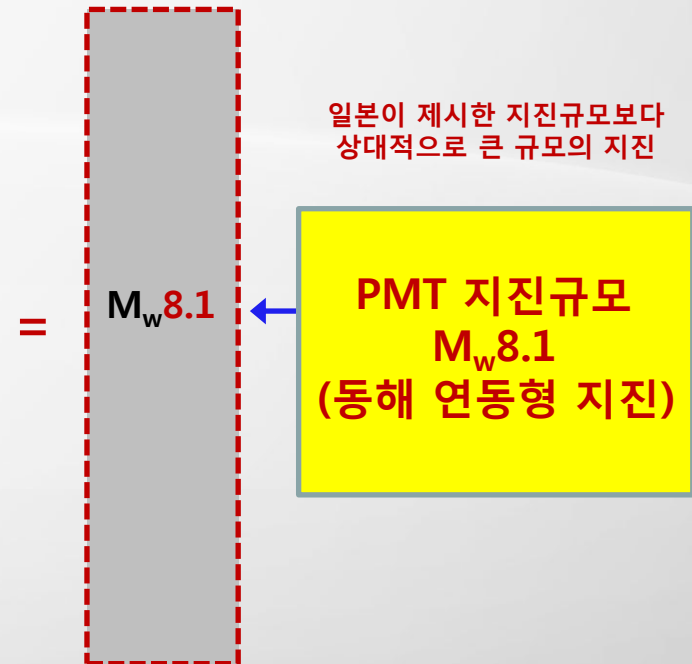 일본이 제시한 지진규모보다
상대적으로 큰 규모의 지진
= Mw8.1
PMT 지진규모
Mw8.1
(동해 연동형 지진)